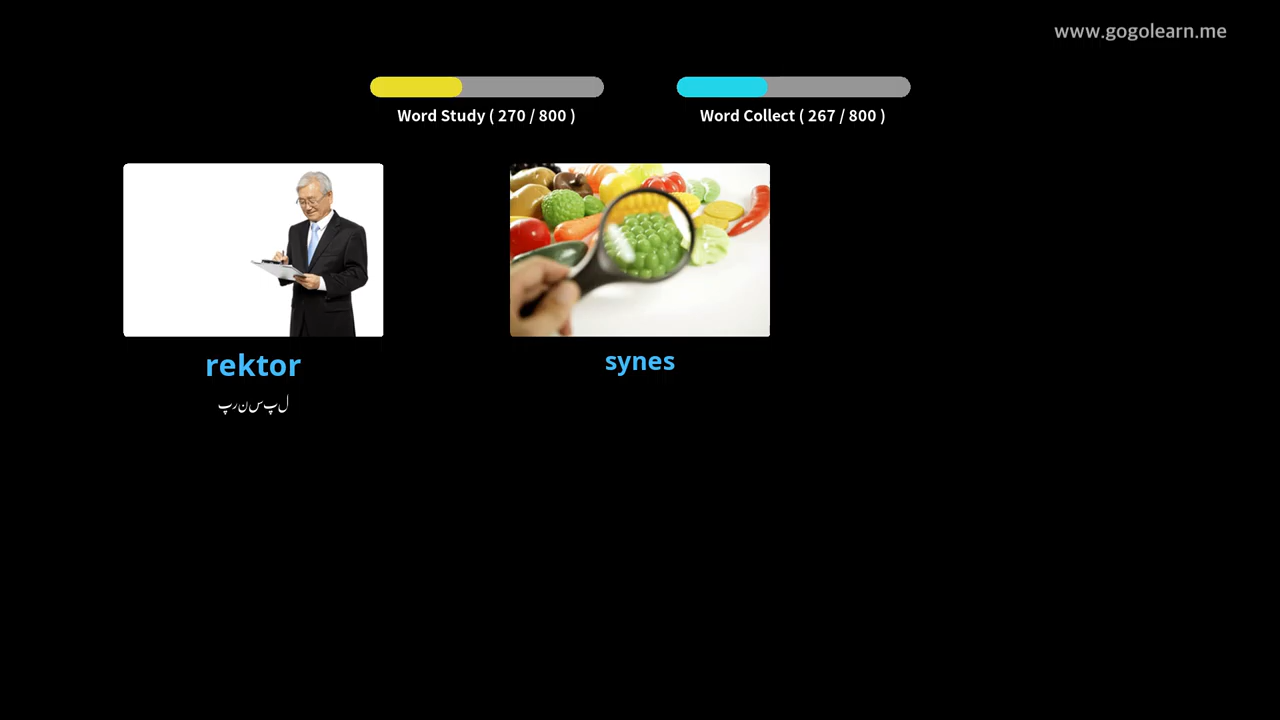 www.gogolearn.me
Word Study ( 270 / 800 )
Word Collect ( 267 / 800 )
rektor
synes
ل پ س ن ر پ